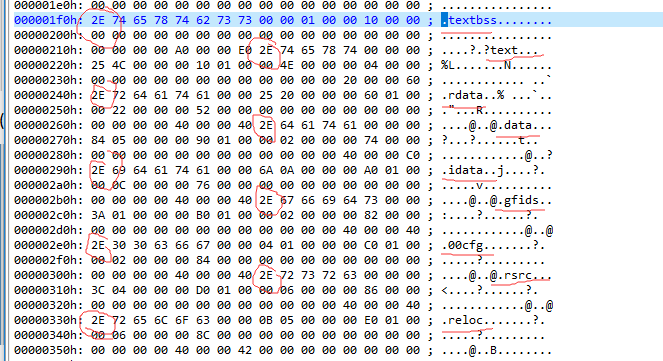 000001e0h: 00 00 00 00 00 00 00 00 00 00 00 00 00 00 00 00 ; ................
000001f0h: 2E 74 65 78 74 62 73 73 00 00 01 00 00 10 00 00 ; .textbss........
00000200h: 00 00 00 00 00 00 00 00 00 00 00 00 00 00 00 00 ; ................
00000210h: 00 00 00 00 A0 00 00 E0 2E 74 65 78 74 00 00 00 ; ....?.?text...
00000220h: 25 4C 00 00 00 10 01 00 00 4E 00 00 00 04 00 00 ; %L.......N......
00000230h: 00 00 00 00 00 00 00 00 00 00 00 00 20 00 00 60 ; ............ ..`
00000240h: 2E 72 64 61 74 61 00 00 25 20 00 00 00 60 01 00 ; .rdata..% ...`..
00000250h: 00 22 00 00 00 52 00 00 00 00 00 00 00 00 00 00 ; ."...R..........
00000260h: 00 00 00 00 40 00 00 40 2E 64 61 74 61 00 00 00 ; ....@..@.data...
00000270h: 84 05 00 00 00 90 01 00 00 02 00 00 00 74 00 00 ; ?...?.......t..
00000280h: 00 00 00 00 00 00 00 00 00 00 00 00 40 00 00 C0 ; ............@..?
00000290h: 2E 69 64 61 74 61 00 00 6A 0A 00 00 00 A0 01 00 ; .idata..j....?.
000002a0h: 00 0C 00 00 00 76 00 00 00 00 00 00 00 00 00 00 ; .....v..........
000002b0h: 00 00 00 00 40 00 00 40 2E 67 66 69 64 73 00 00 ; ....@..@.gfids..
000002c0h: 3A 01 00 00 00 B0 01 00 00 02 00 00 00 82 00 00 ; :....?......?..
000002d0h: 00 00 00 00 00 00 00 00 00 00 00 00 40 00 00 40 ; ............@..@
000002e0h: 2E 30 30 63 66 67 00 00 04 01 00 00 00 C0 01 00 ; .00cfg.......?.
000002f0h: 00 02 00 00 00 84 00 00 00 00 00 00 00 00 00 00 ; .....?..........
00000300h: 00 00 00 00 40 00 00 40 2E 72 73 72 63 00 00 00 ; ....@..@.rsrc...
00000310h: 3C 04 00 00 00 D0 01 00 00 06 00 00 00 86 00 00 ; <....?......?.
00000320h: 00 00 00 00 00 00 00 00 00 00 00 00 40 00 00 40 ; ............@..@
00000330h: 2E 72 65 6C 6F 63 00 00 0B 05 00 00 00 E0 01 00 ; .reloc.......?.
00000340h: 00 06 00 00 00 8C 00 00 00 00 00 00 00 00 00 00 ; .....?..........
00000350h: 00 00 00 00 40 00 00 42 00 00 00 00 00 00 00 00 ; ....@..B........